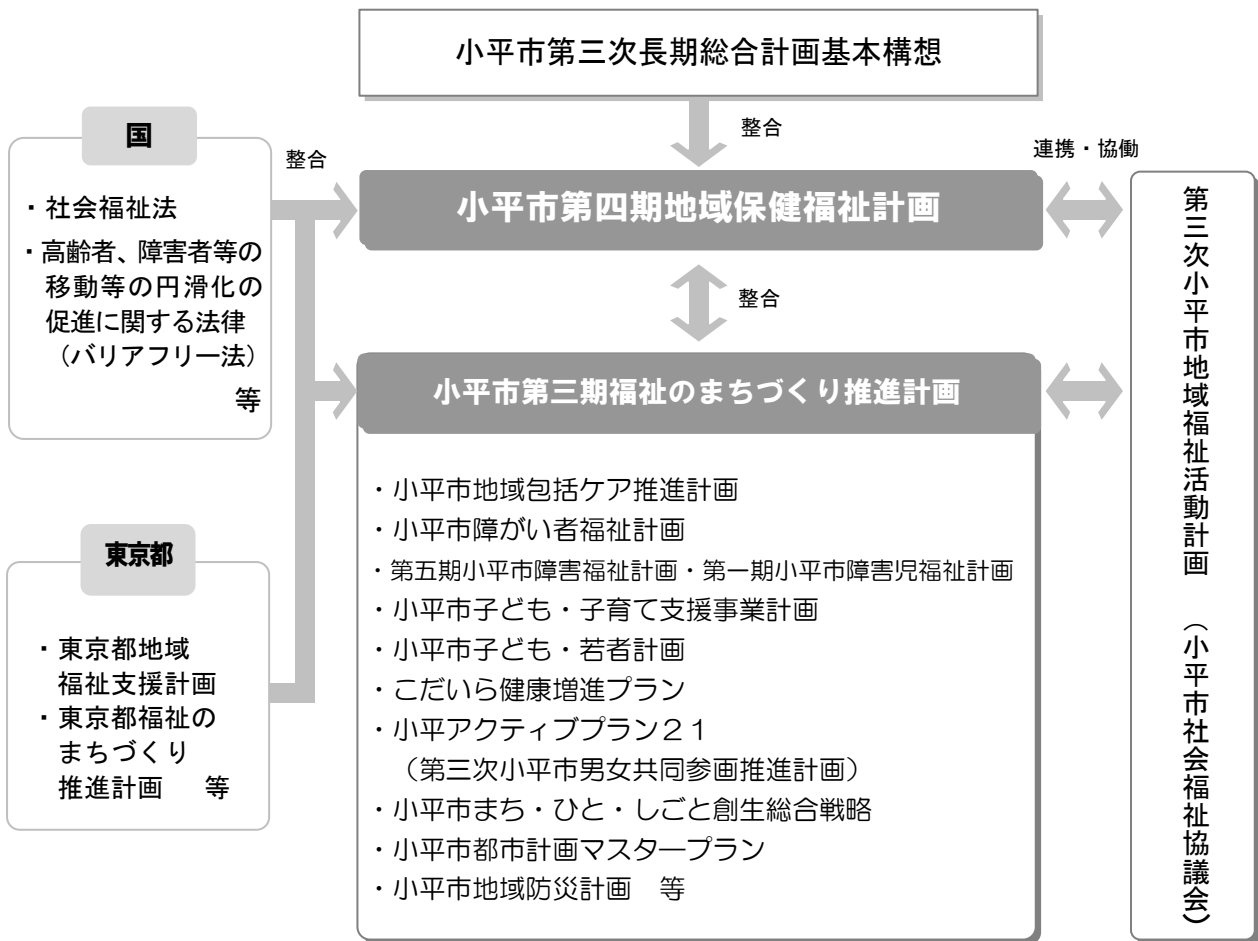 小平市第三次長期総合計画基本構想
整合
国
・社会福祉法
・高齢者、障害者等の
移動等の円滑化の
促進に関する法律
（バリアフリー法）
等
整合
東京都
・東京都地域
福祉支援計画
・東京都福祉の
まちづくり
推進計画　等
小平市第四期地域保健福祉計画
整合
小平市第三期福祉のまちづくり推進計画
・小平市地域包括ケア推進計画
・小平市障がい者福祉計画
・第五期小平市障害福祉計画・第一期小平市障害児福祉計画
・小平市子ども・子育て支援事業計画
・小平市子ども・若者計画
・こだいら健康増進プラン
・小平アクティブプラン２１
（第三次小平市男女共同参画推進計画）
・小平市まち・ひと・しごと創生総合戦略
・小平市都市計画マスタープラン
・小平市地域防災計画　等
連携・協働
第三次小平市地域福祉活動計画　（小平市社会福祉協議会）